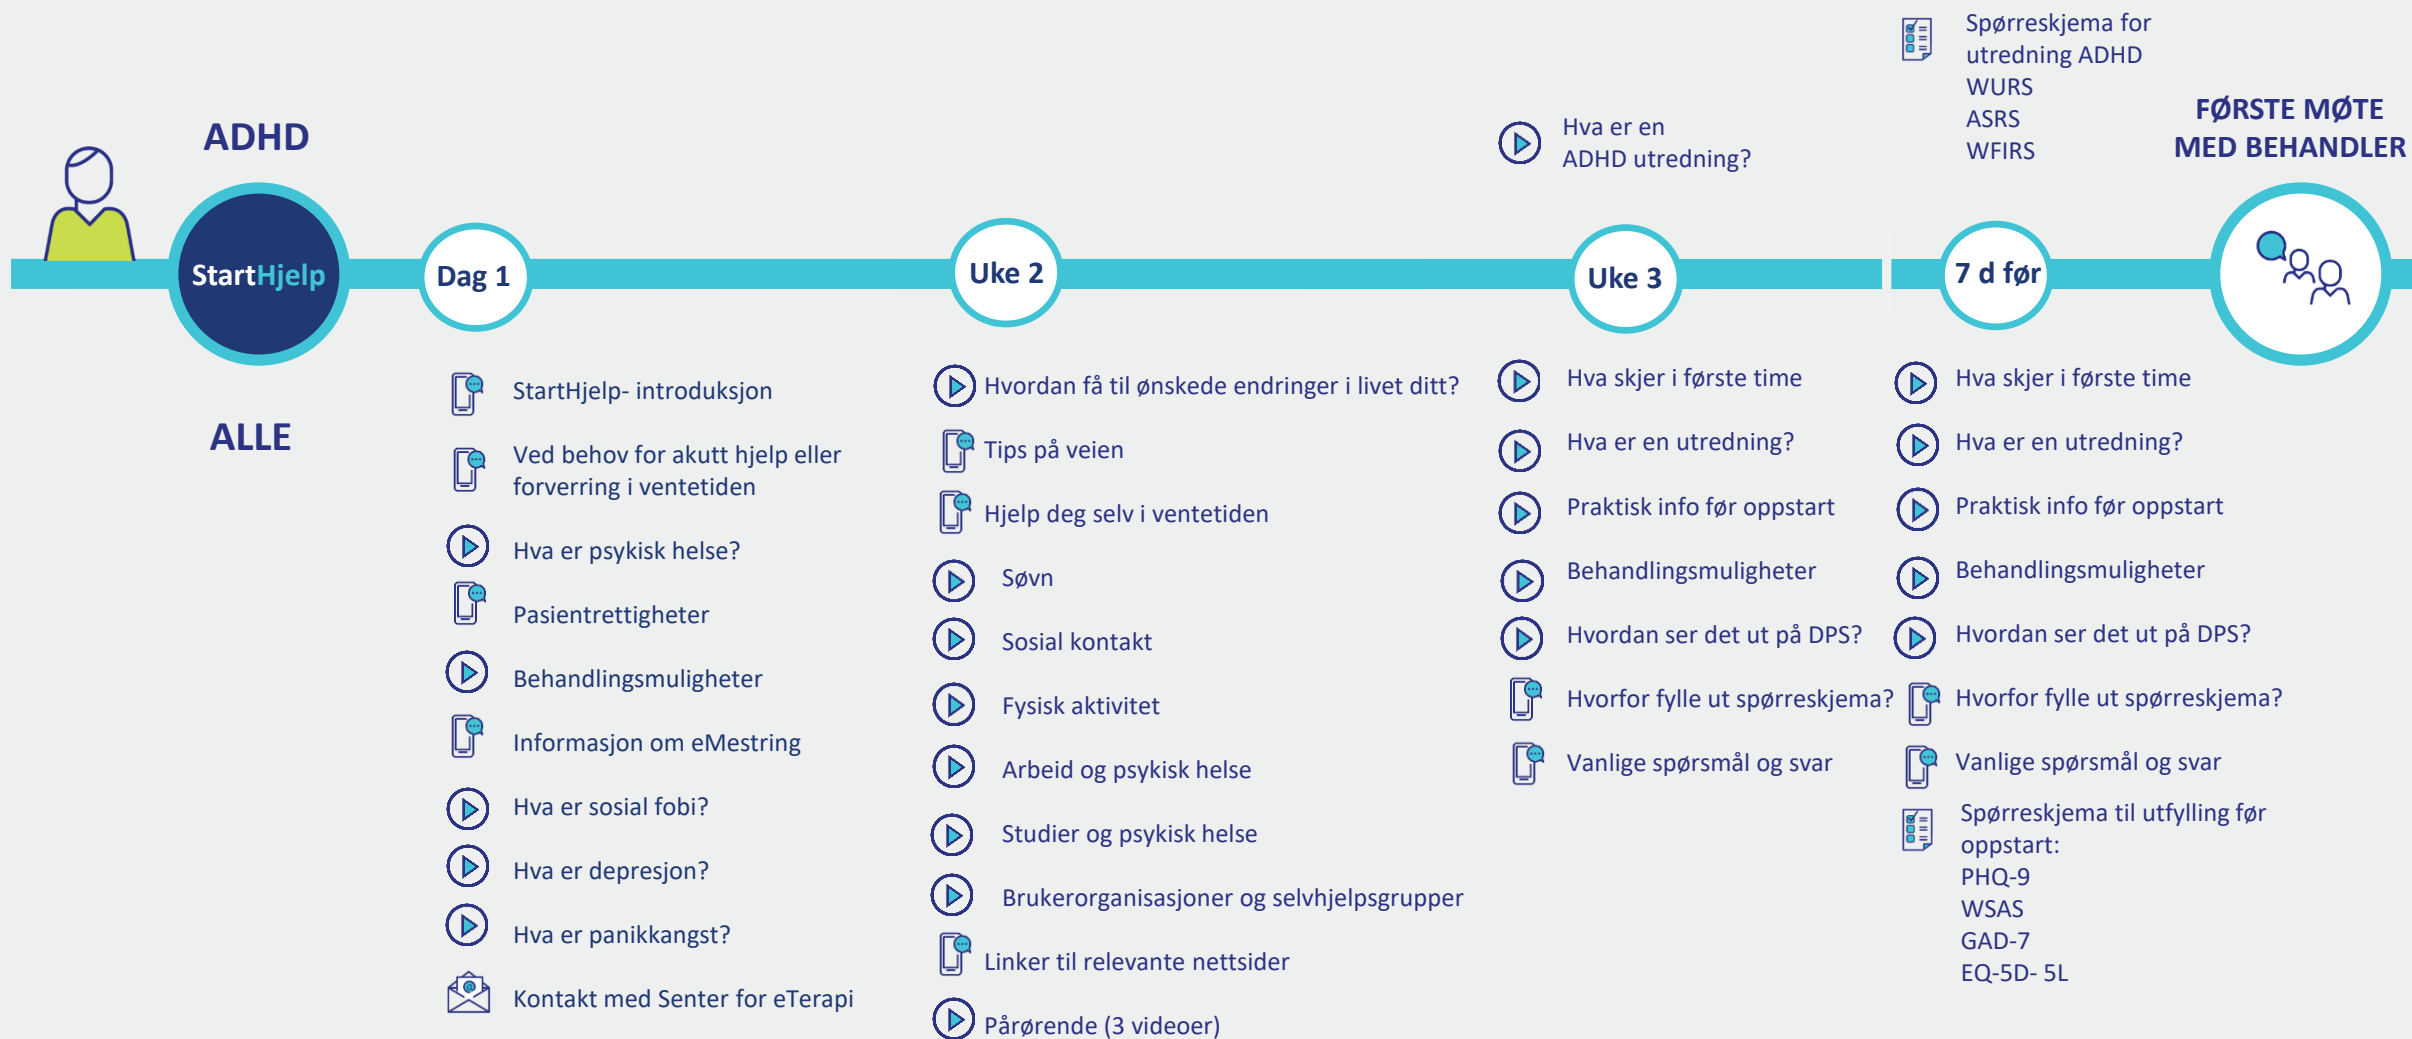 ADHD
StartHjelp
ALLE
Dag 1
StartHjelp- introduksjon
Ved behov for akutt hjelp eller
forverring i ventetiden
Hva er psykisk helse?
Pasientrettigheter
Behandlingsmuligheter
Informasjon om eMestring
Hva er sosial fobi?
Hva er depresjon?
Hva er panikkangst?
Kontakt med Senter for eTerapi
Uke 2
Hvordan få til ønskede endringer i livet ditt?
Tips på veien
Hjelp deg selv i ventetiden
Søvn
Sosial kontakt
Fysisk aktivitet
Arbeid og psykisk helse
Studier og psykisk helse
Brukerorganisasjoner og selvhjelpsgrupper
Linker til relevante nettsider
Pårørende (3 videoer)
Hva er en
ADHD utredning?
Uke 3
Hva skjer i første time
Hva er en utredning?
Praktisk info før oppstart
Behandlingsmuligheter
Hvordan ser det ut på DPS?
Hvorfor fylle ut spørreskjema?
Vanlige spørsmål og svar
Spørreskjema for
utredning ADHD
WURS
ASRS
WFIRS
7 d før
Hva skjer i første time
Hva er en utredning?
Praktisk info før oppstart
Behandlingsmuligheter
Hvordan ser det ut på DPS?
Hvorfor fylle ut spørreskjema?
Vanlige spørsmål og svar
Spørreskjema til utfylling før
oppstart:
PHQ-9
WSAS
GAD-7
EQ-5D- 5L
FØRSTE MØTE
MED BEHANDLER